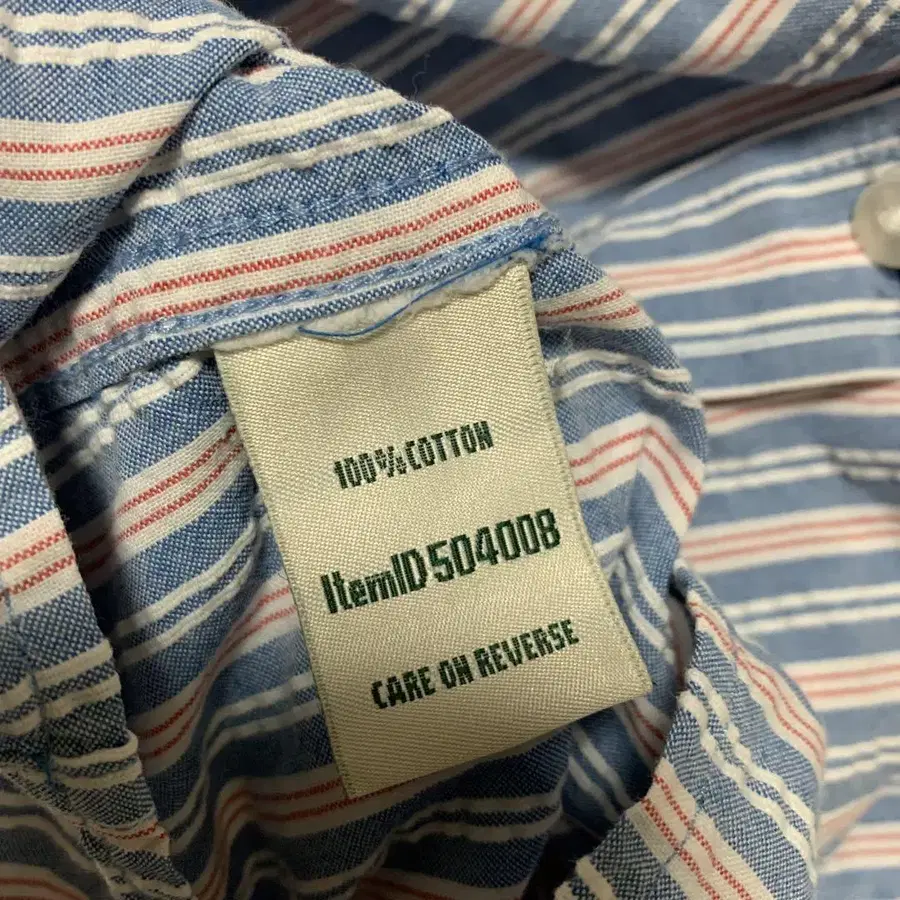 100% COTTON
ItemID 504008
CARE ON REVERSE